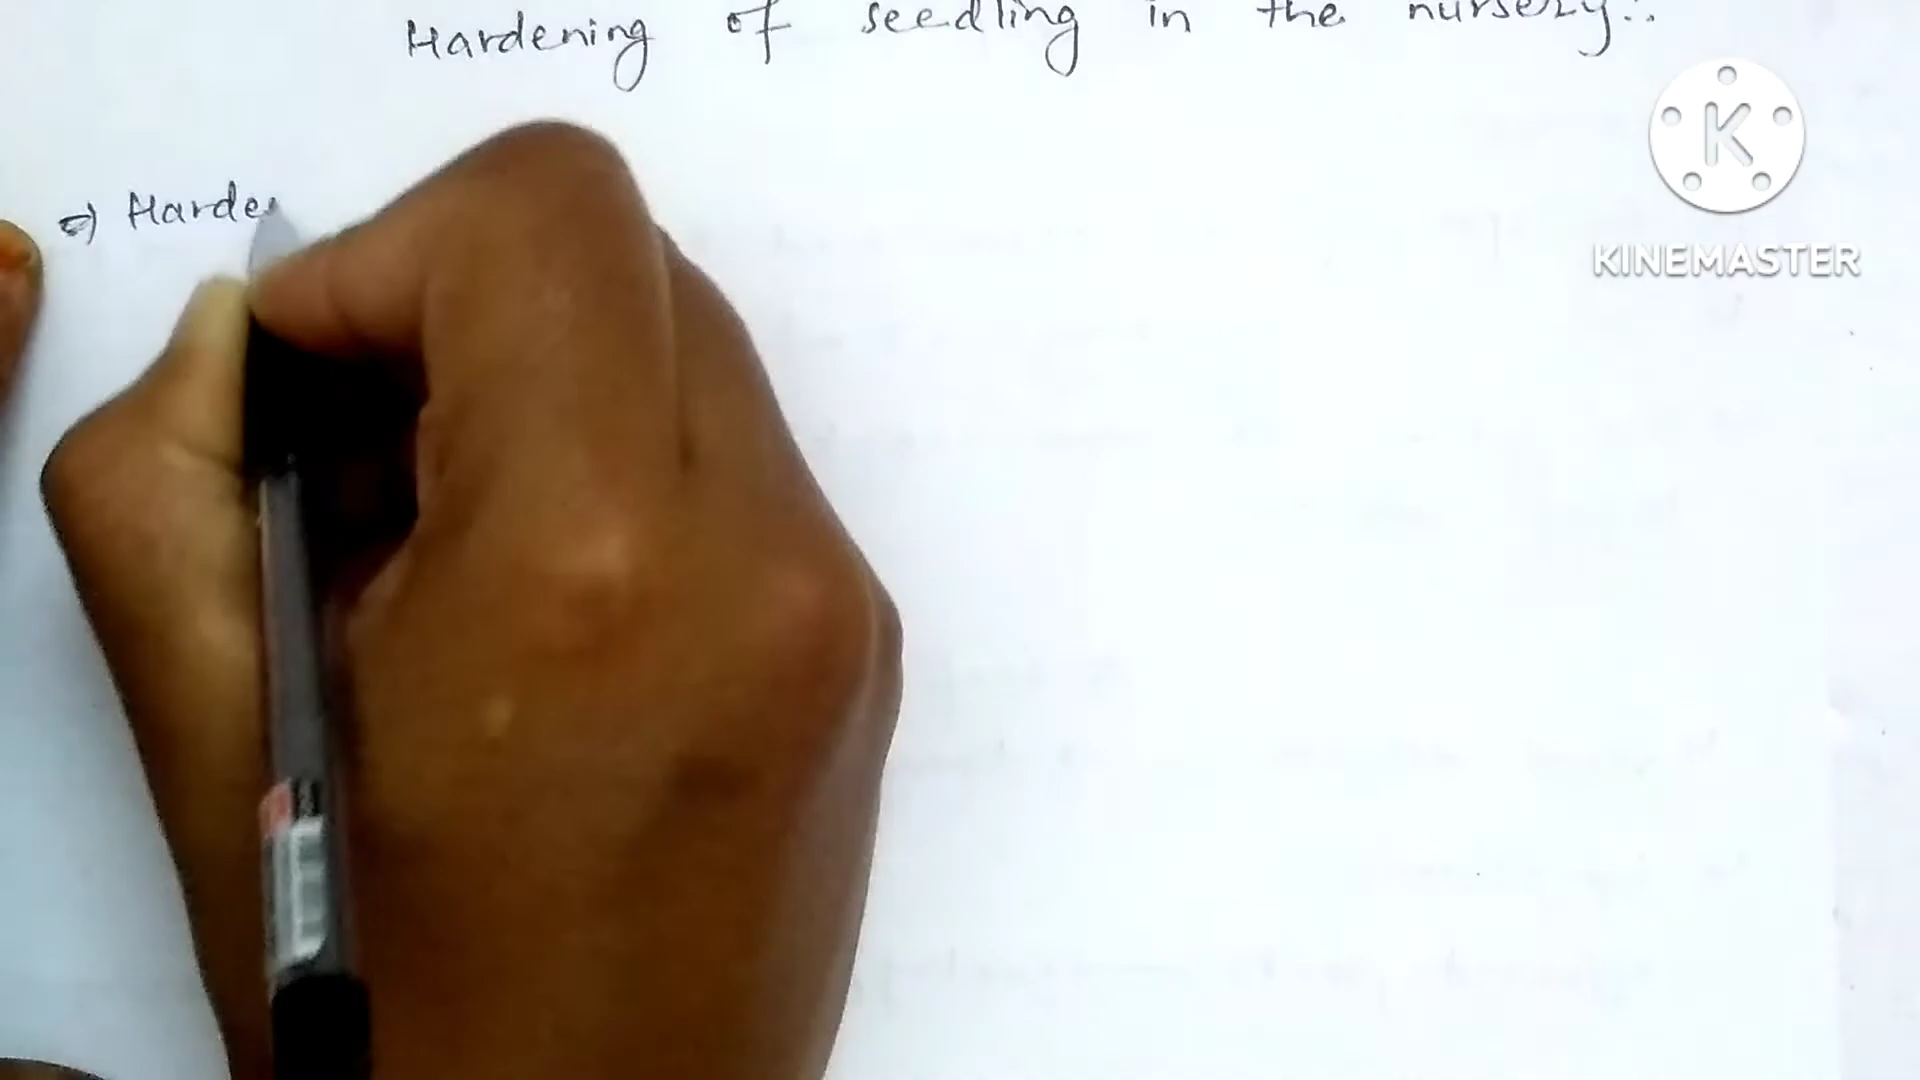 Hardening of seedling in the nursery:.
K
KINEMASTER
⇒ Harde